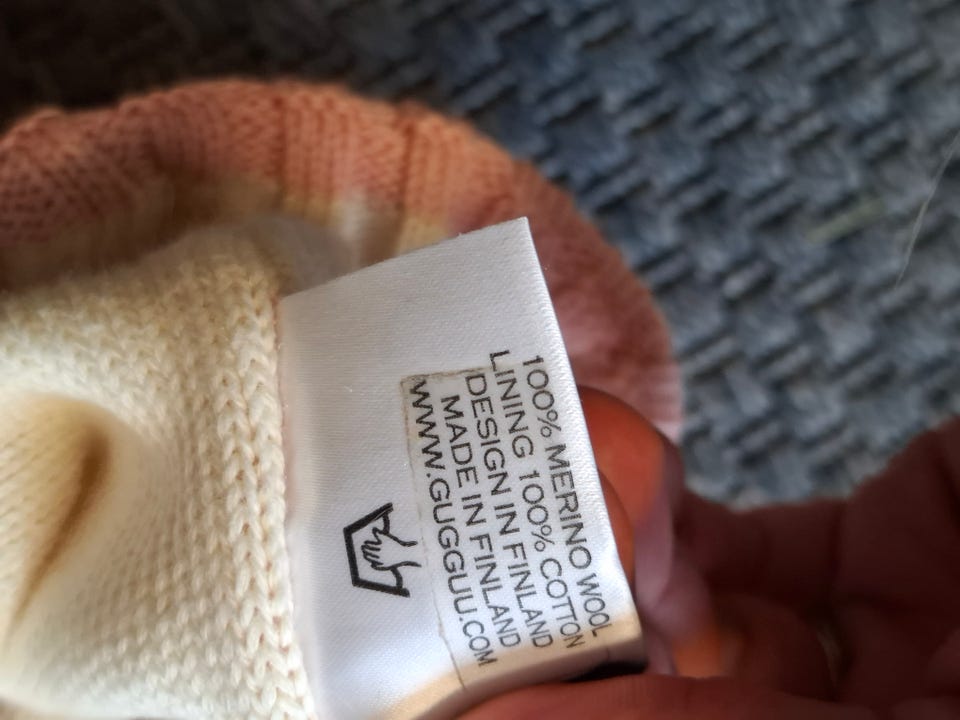 100% MERINO WOOL
LINING 100% COTTON
DESIGN IN FINLAND
MADE IN FINLAND
WWW.GUGGUU.COM